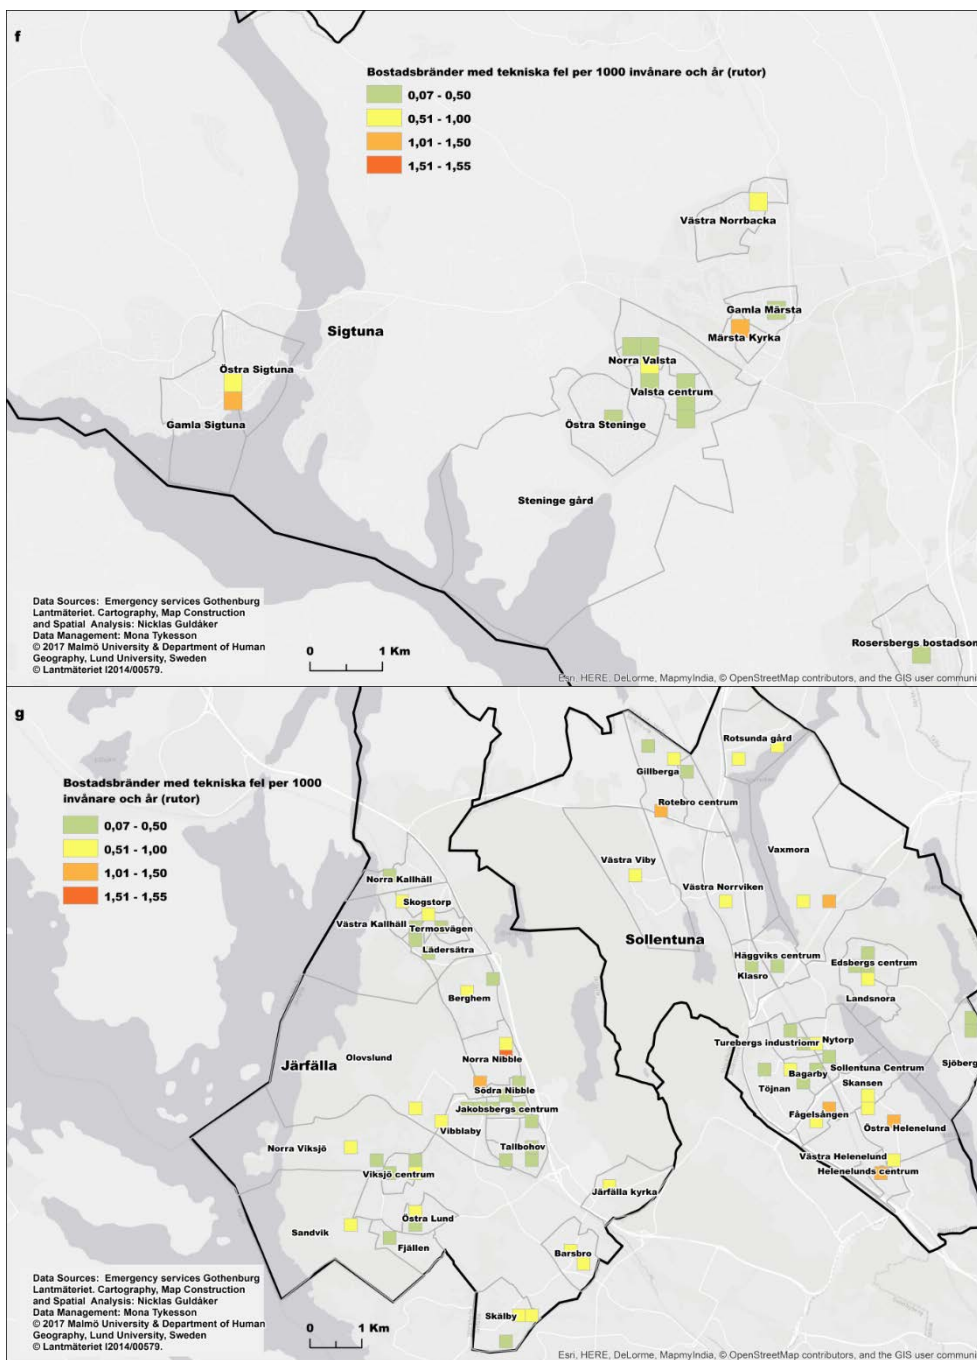 f
Bostadsbränder med tekniska fel per 1000 invånare och år (rutor)
0,07 - 0,50
0,51 - 1,00
1,01 - 1,50
1,51 - 1,55
Västra Norrbacka
Gamla Märsta
Sigtuna
Märsta Kyrka
Norra Valsta
Östra Sigtuna
Valsta centrum
Gamla Sigtuna
Östra Steninge
Steninge gård
Data Sources: Emergency services Gothenburg
Lantmäteriet. Cartography, Map Construction
and Spatial Analysis: Nicklas Guldåker
Data Management: Mona Tykesson
© 2017 Malmö University & Department of Human
Geography, Lund University, Sweden
© Lantmäteriet I2014/00579.
0 1 Km
Rosersbergs bostadsom
Esri, HERE, DeLorme, MapmyIndia, © OpenStreetMap contributors, and the GIS user communi
g
Bostadsbränder med tekniska fel per 1000
invånare och år (rutor)
0,07 - 0,50
0,51 - 1,00
1,01 - 1,50
1,51 - 1,55
Rotsunda gård
Gillberga
Rotebro centrum
Vaxmora
Västra Viby
Norra Kallhäll
Västra Norrviken
Skogstorp
Västra Kallhäll
Termosvägen
Sollentuna
Lädersätra
Häggviks centrum
Edsbergs centrum
Klasro
Berghem
Landsnora
Turebergs industriomr
Nytorp
Sjöberg
Järfälla
Olovslund
Norra Nibble
Sollentuna Centrum
Bagarby
Töjnan
Skansen
Södra Nibble
Jakobsbergs centrum
Fågelsången
Östra Helenelund
Vibblaby
Norra Viksjö
Tallbohov
Västra Helenelund
Viksjö centrum
Helenelunds centrum
Järfälla kyrka
Östra Lund
Sandvik
Fjällen
Barsbro
Skälby
Data Sources: Emergency services Gothenburg
Lantmäteriet. Cartography, Map Construction
and Spatial Analysis: Nicklas Guldåker
Data Management: Mona Tykesson
© 2017 Malmö University & Department of Human
Geography, Lund University, Sweden
© Lantmäteriet I2014/00579.
0 1 Km
Esri, HERE, DeLorme, MapmyIndia, © OpenStreetMap contributors, and the GIS user communi